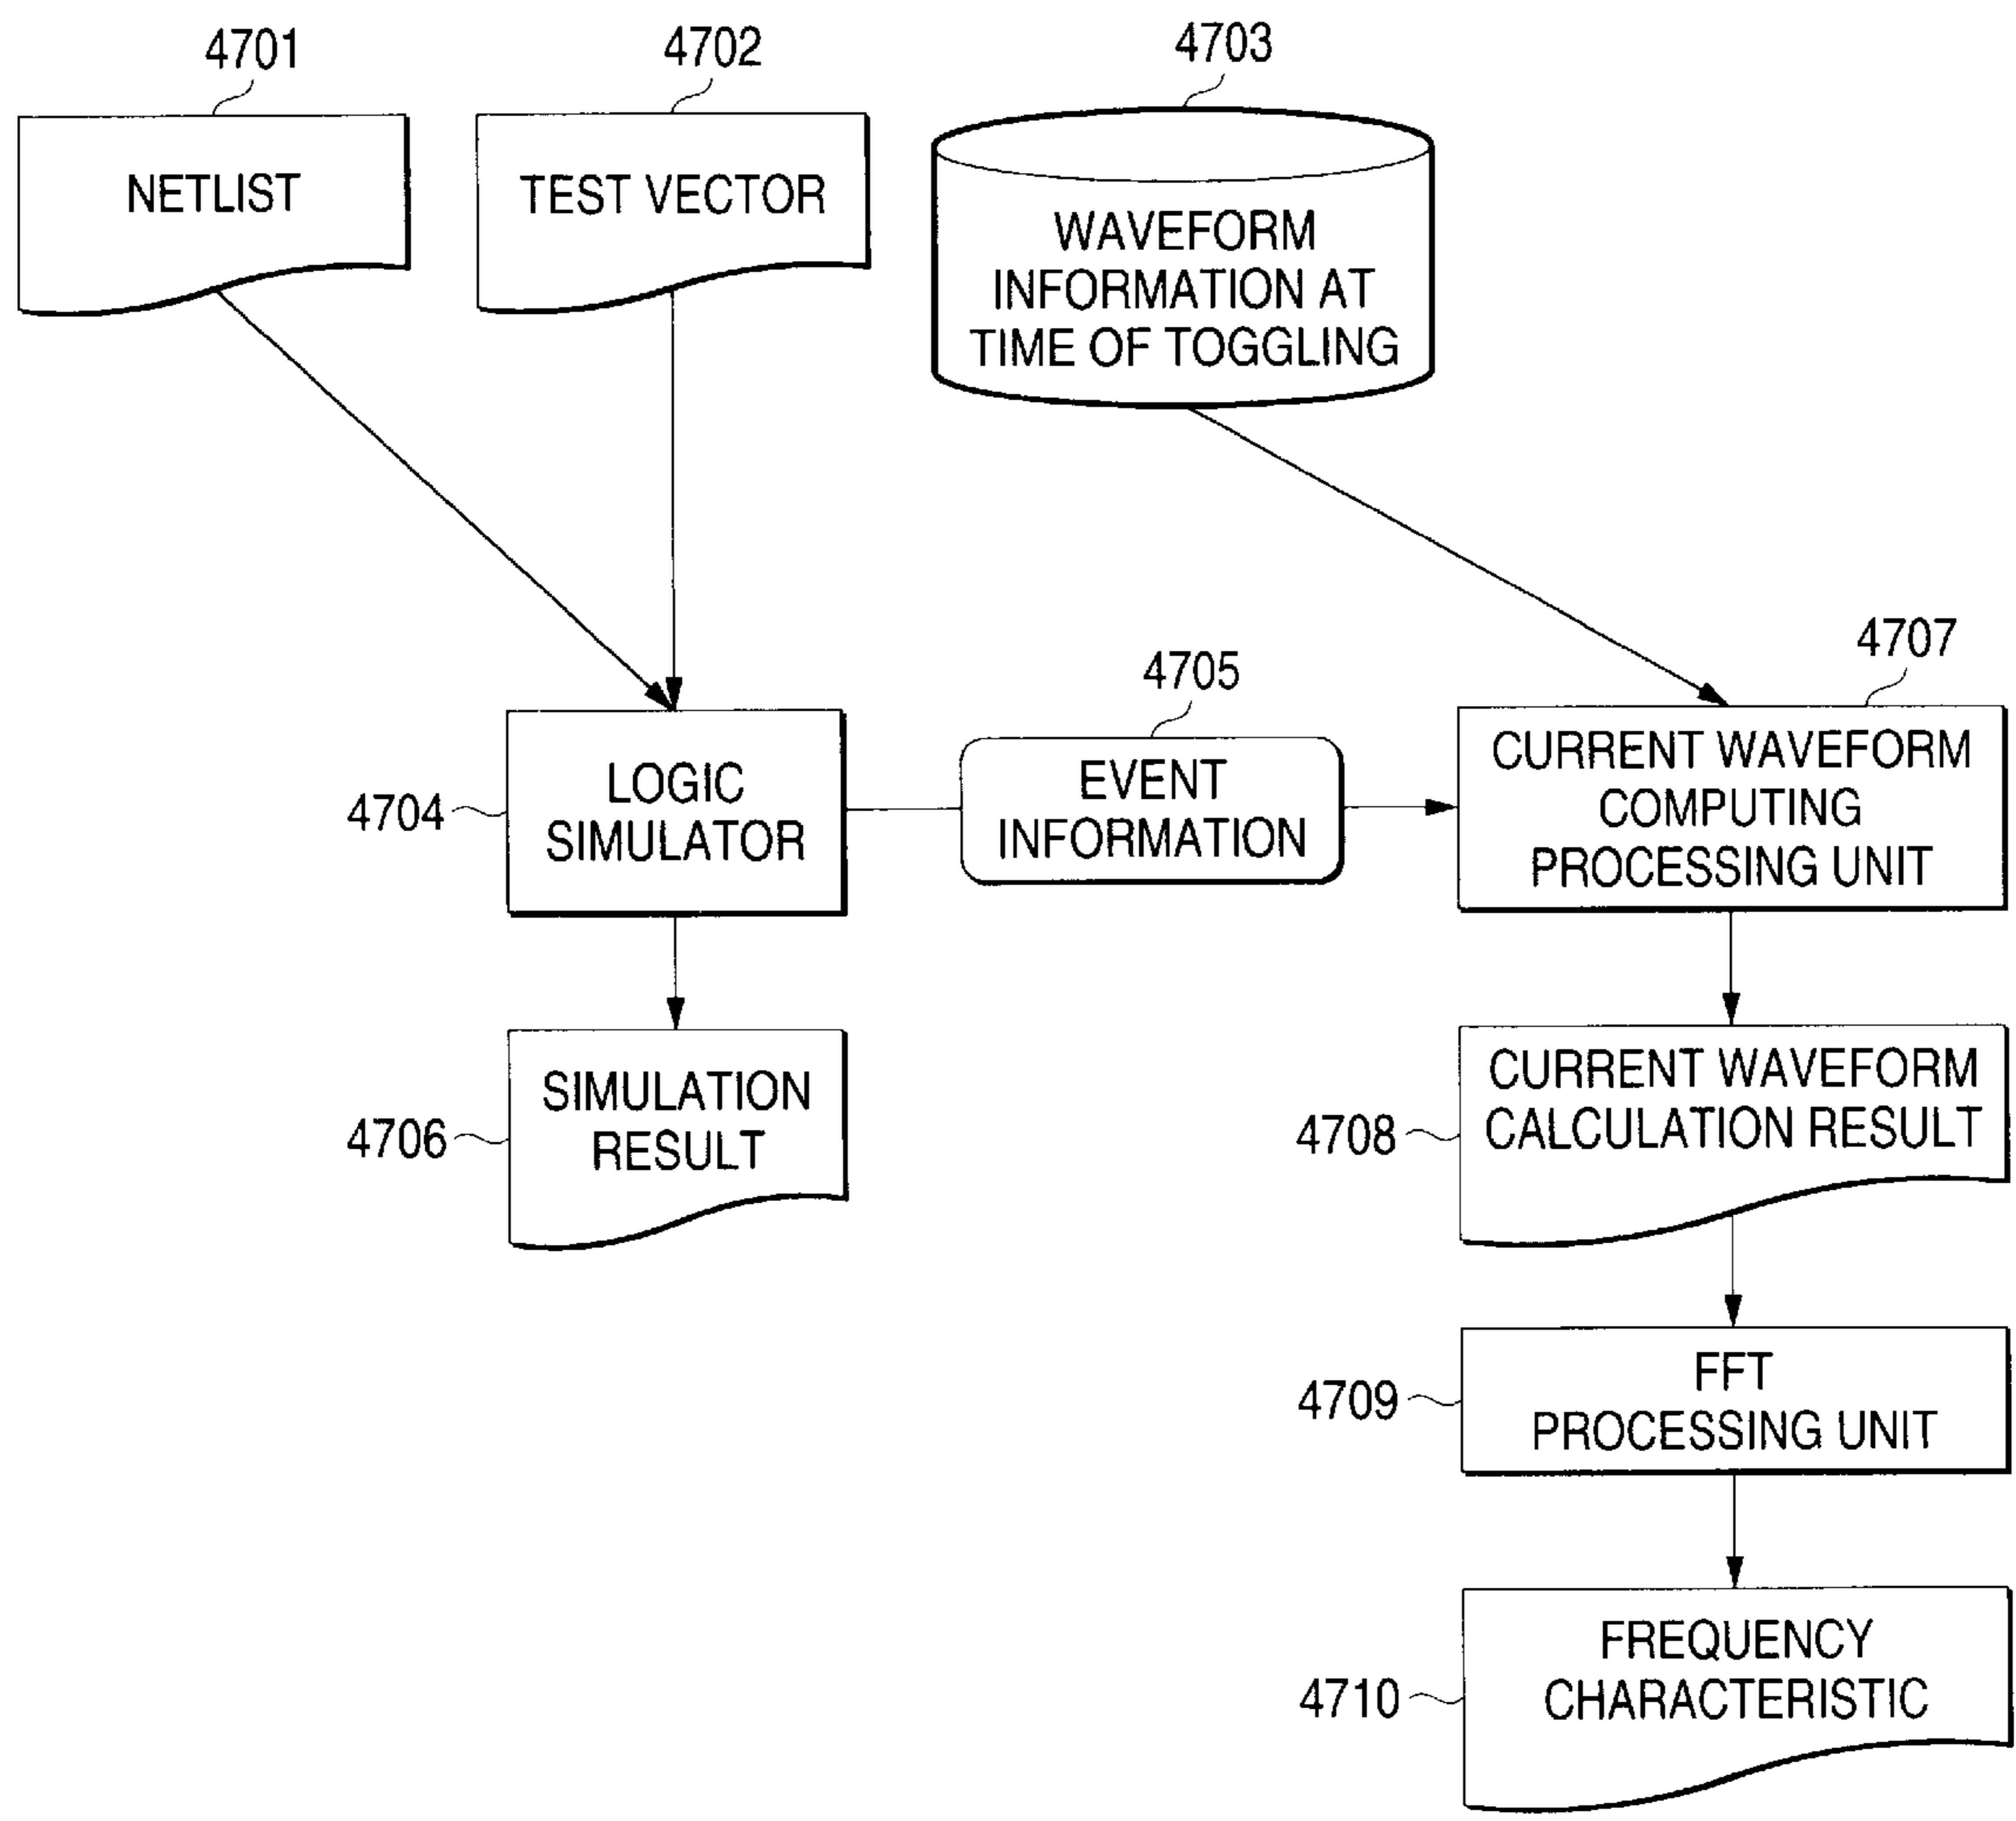 4701
4702
4703
NETLIST
TEST VECTOR
WAVEFORM
INFORMATION AT
TIME OF TOGGLING
4704
LOGIC
SIMULATOR
4705
EVENT
INFORMATION
4707
CURRENT WAVEFORM
COMPUTING
PROCESSING UNIT
4706
SIMULATION
RESULT
4708
CURRENT WAVEFORM
CALCULATION RESULT
4709
FFT
PROCESSING UNIT
4710
FREQUENCY
CHARACTERISTIC